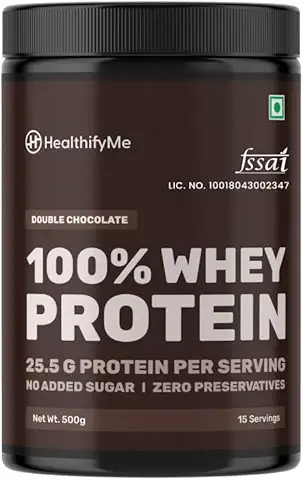 HealthifyMe
fssai
LIC. NO. 10018043002347
DOUBLE CHOCOLATE
100% WHEY
PROTEIN
25.5 G PROTEIN PER SERVING
NO ADDED SUGAR | ZERO PRESERVATIVES
Net Wt. 500g
15 Servings